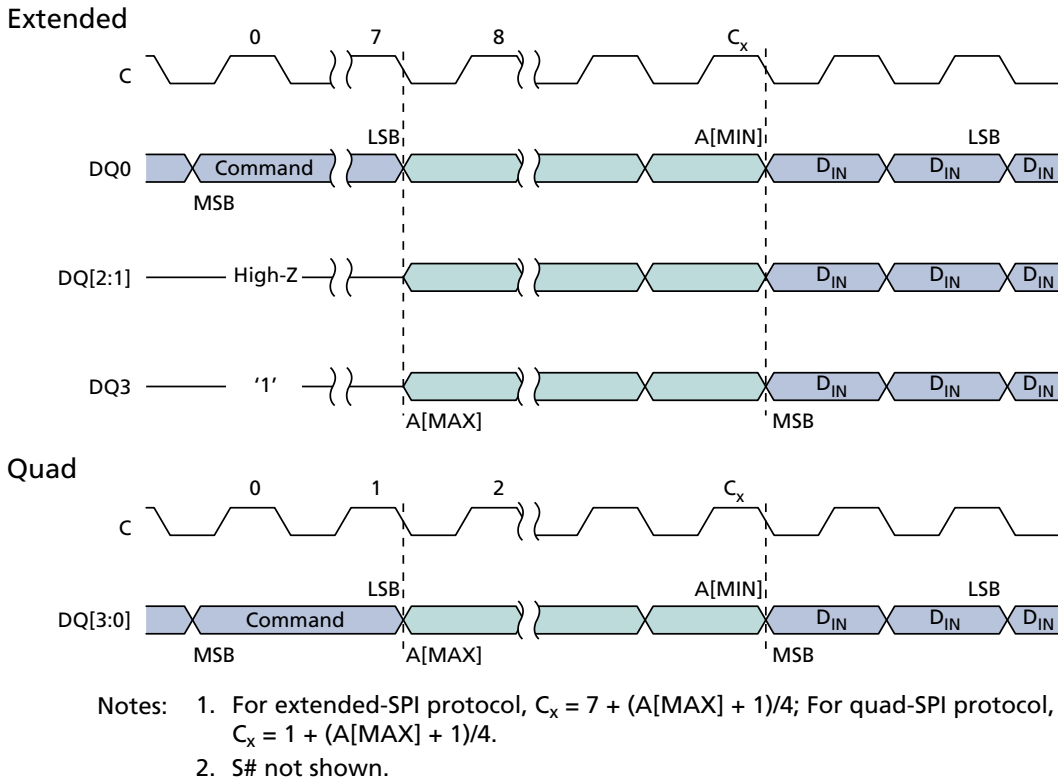 Extended
0 7 8 Cx
C
LSB A[MIN] LSB
DQ0 Command DIN DIN DIN
MSB
DQ[2:1] High-Z DIN DIN DIN
DQ3 '1' DIN DIN DIN
A[MAX] MSB
Quad
0 1 2 Cx
C
LSB A[MIN] LSB
DQ[3:0] Command DIN DIN DIN
MSB A[MAX] MSB
Notes: 1. For extended-SPI protocol, Cx = 7 + (A[MAX] + 1)/4; For quad-SPI protocol,
Cx = 1 + (A[MAX] + 1)/4.
2. S# not shown.